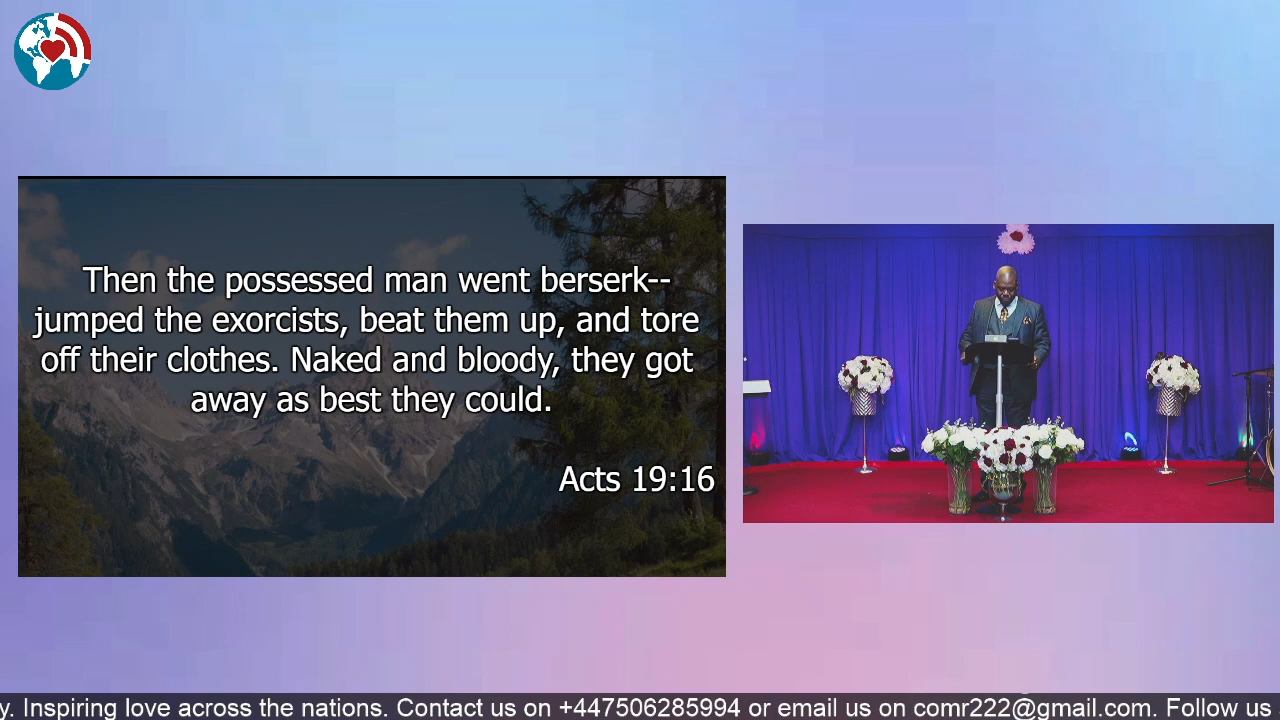 Then the possessed man went berserk--
jumped the exorcists, beat them up, and tore
off their clothes. Naked and bloody, they got
away as best they could.
Acts 19:16
y. Inspiring love across the nations. Contact us on +447506285994 or email us on comr222@gmail.com. Follow us